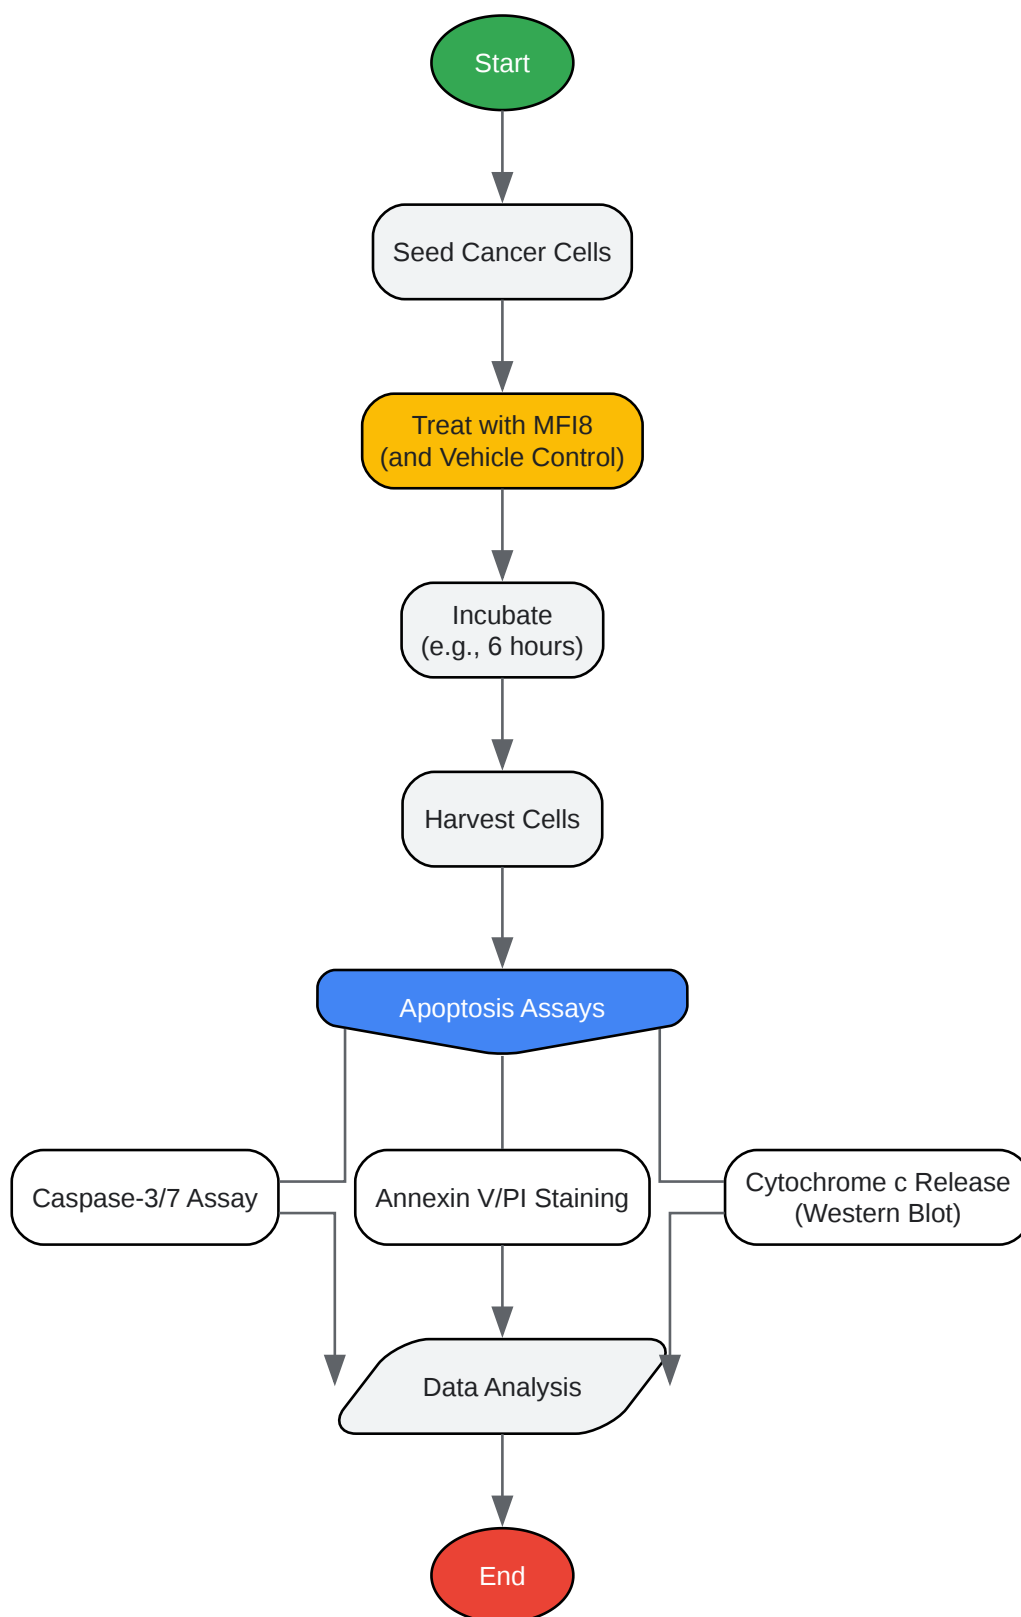 Start
Seed Cancer Cells
Treat with MFI8
(and Vehicle Control)
Incubate
(e.g., 6 hours)
Harvest Cells
Apoptosis Assays
Caspase-3/7 Assay
Annexin V/PI Staining
Cytochrome c Release
(Western Blot)
Data Analysis
End